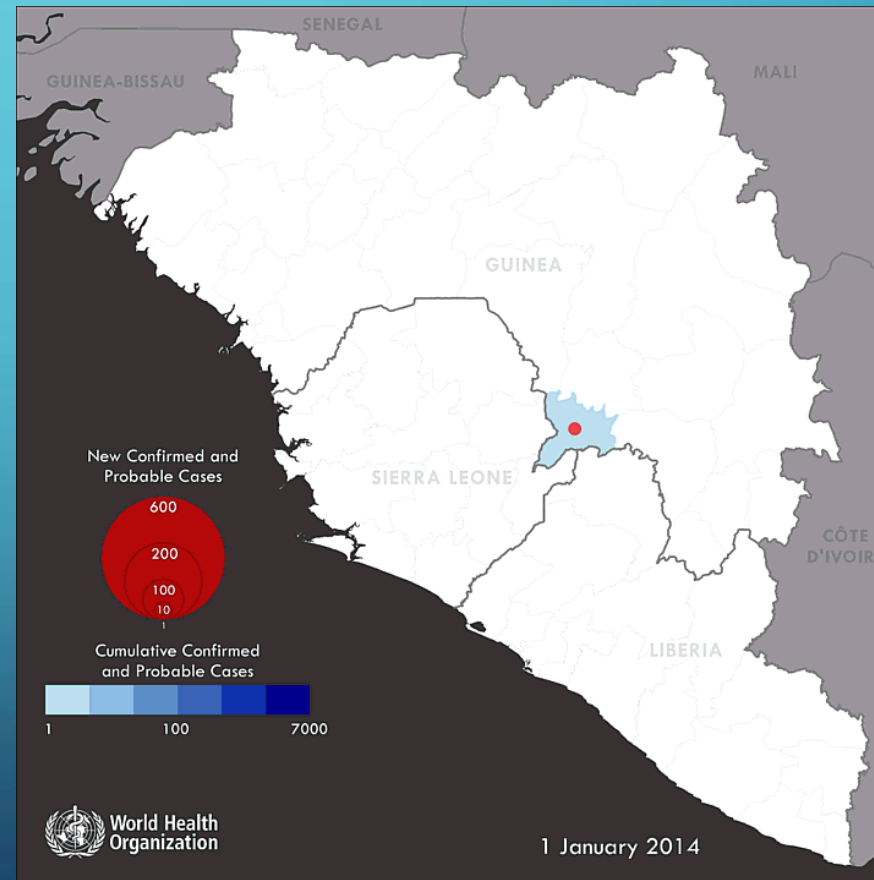 SENEGAL
GUINEA-BISSAU
MALI
GUINEA
SIERRA LEONE
CÔTE
D'IVOIR
LIBERIA
New Confirmed and
Probable Cases
600
200
100
10
1
Cumulative Confirmed
and Probable Cases
1 100 7000
World Health
Organization
1 January 2014